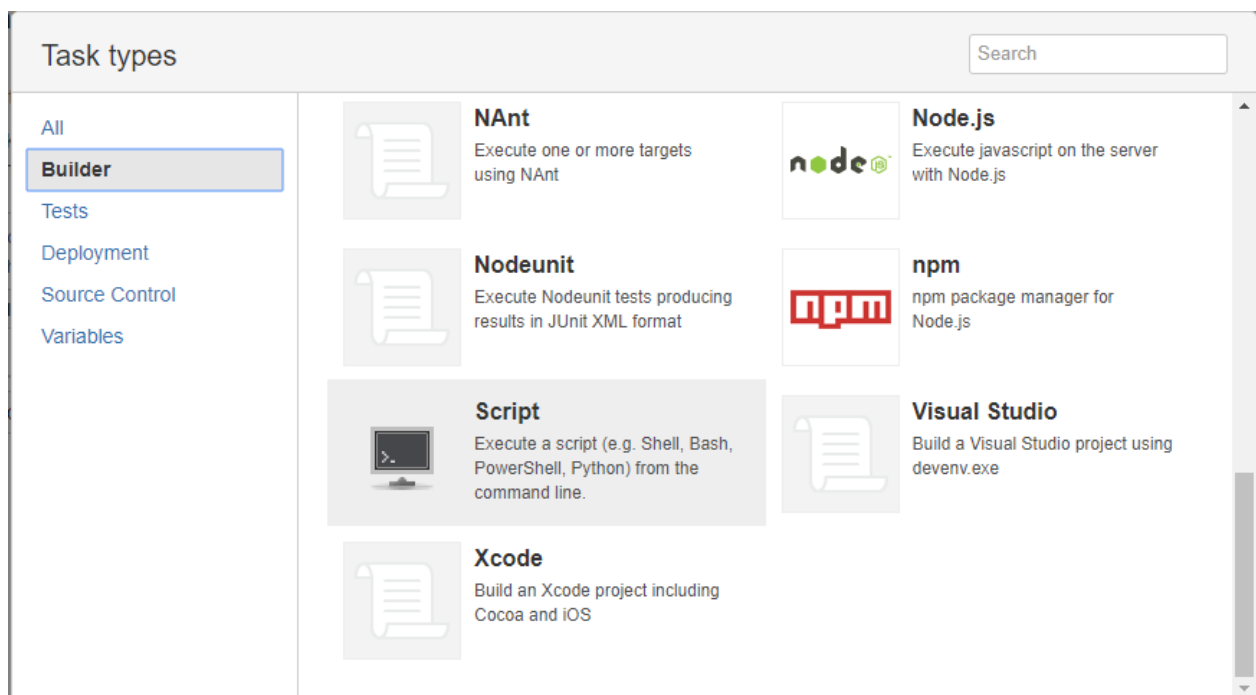 Task types
Search
All
Builder
Tests
Deployment
Source Control
Variables
NAnt
Execute one or more targets
using NAnt
node JS
Node.js
Execute javascript on the server
with Node.js
Nodeunit
Execute Nodeunit tests producing
results in JUnit XML format
npm
npm
npm package manager for
Node.js
>_
Script
Execute a script (e.g. Shell, Bash,
PowerShell, Python) from the
command line.
Visual Studio
Build a Visual Studio project using
devenv.exe
Xcode
Build an Xcode project including
Cocoa and iOS